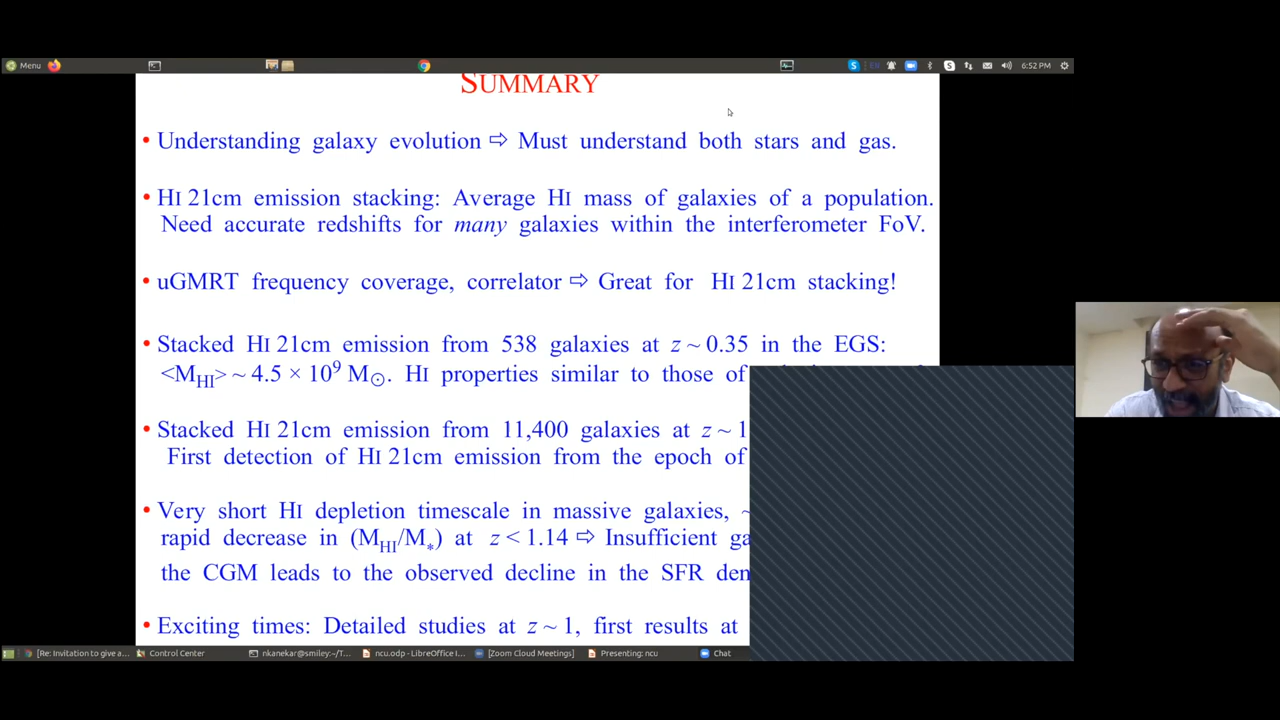 Menu
6:52 PM
SUMMARY
• Understanding galaxy evolution ⇨ Must understand both stars and gas.
• HI 21cm emission stacking: Average HI mass of galaxies of a population.
Need accurate redshifts for many galaxies within the interferometer FoV.
• uGMRT frequency coverage, correlator ⇨ Great for HI 21cm stacking!
• Stacked HI 21cm emission from 538 galaxies at z ~ 0.35 in the EGS:
<M_HI> ~ 4.5 × 10⁹ M⊙. HI properties similar to those of
• Stacked HI 21cm emission from 11,400 galaxies at z ~ 1
First detection of HI 21cm emission from the epoch of
• Very short HI depletion timescale in massive galaxies, ~
rapid decrease in (M_HI/M_*) at z < 1.14 ⇨ Insufficient ga
the CGM leads to the observed decline in the SFR den
• Exciting times: Detailed studies at z ~ 1, first results at
[Re: Invitation to give a... Control Center nkanekar@smiley:~/T... ncu.odp - LibreOffice I... [Zoom Cloud Meetings] Presenting: ncu Chat